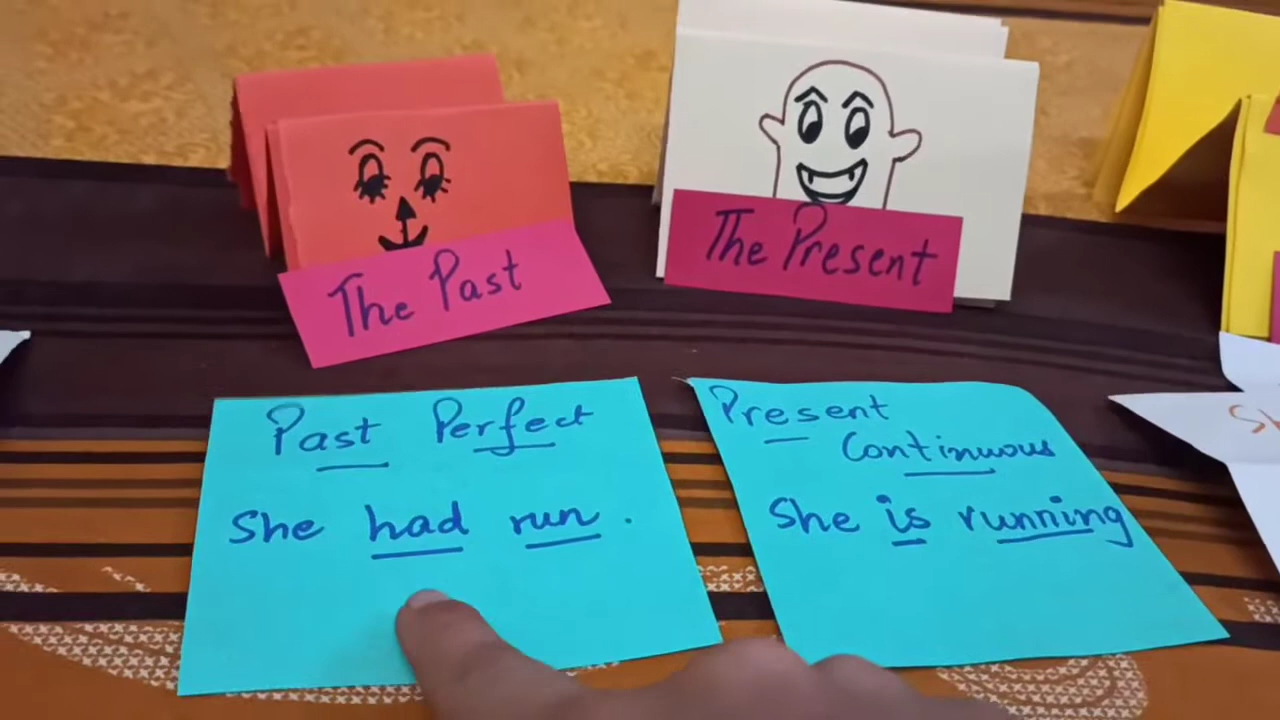 The Past
The Present
Past Perfect
She had run.
Present
Continuous
She is running